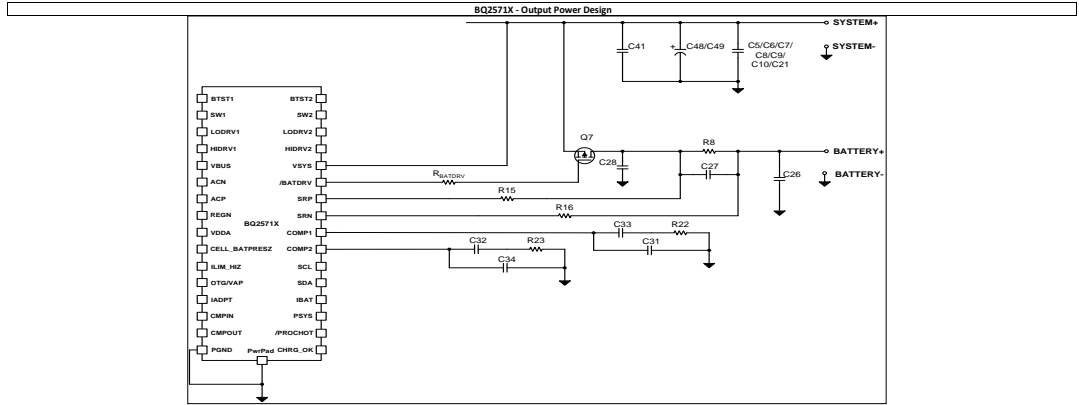 BQ2571X - Output Power Design
SYSTEM+
C41
C48/C49
C5/C6/C7/
C8/C9/
C10/C21
SYSTEM-
+
BTST1 BTST2
SW1 SW2
LODRV1 LODRV2
HIDRV1 HIDRV2
VBUS VSYS
ACN /BATDRV
ACP SRP
REGN SRN
BQ2571X
VDDA COMP1
CELL_BATPRESZ COMP2
ILIM_HIZ SCL
OTG/VAP SDA
IADPT IBAT
CMPIN PSYS
CMPOUT /PROCHOT
PGND PwrPad CHRG_OK
Q7
R8
BATTERY+
C28
C27
C26
BATTERY-
RBATDRV
R15
R16
C33 R22
C31
C32 R23
C34